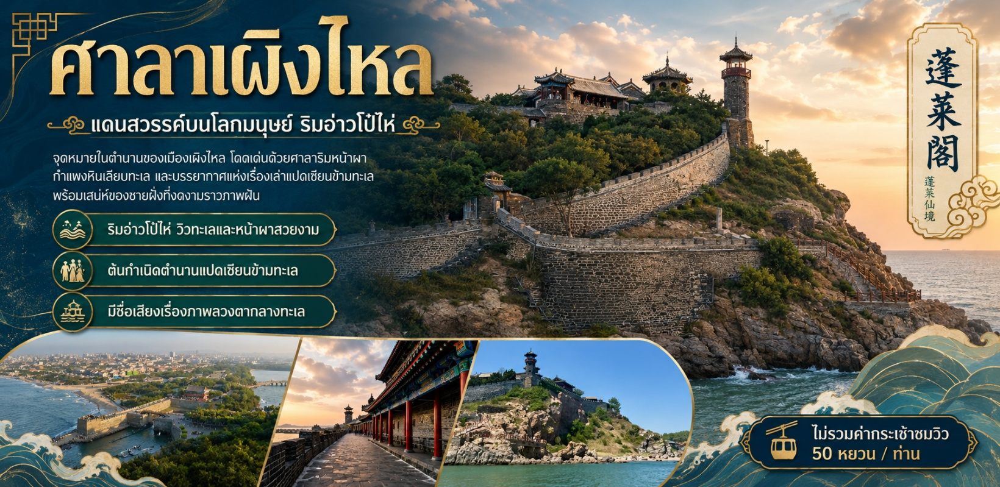 ศาลาเผิงไหล
แดนสวรรค์บนโลกมนุษย์ ริมอ่าวโป๋ไห่
จุดหมายในตำนานของเมืองเผิงไหล โดดเด่นด้วยศาลาริมหน้าผา
กำแพงหินเลียบทะเล และบรรยากาศแห่งเรื่องเล่าแปดเซียนข้ามทะเล
พร้อมเสน่ห์ของชายฝั่งที่งดงามราวภาพฝัน
ริมอ่าวโป๋ไห่ วิวทะเลและหน้าผาสวยงาม
ต้นกำเนิดตำนานแปดเซียนข้ามทะเล
มีชื่อเสียงเรื่องภาพลวงตากลางทะเล
蓬萊閣
蓬莱仙境
ไม่รวมค่ากระเช้าชมวิว
50 หยวน / ท่าน